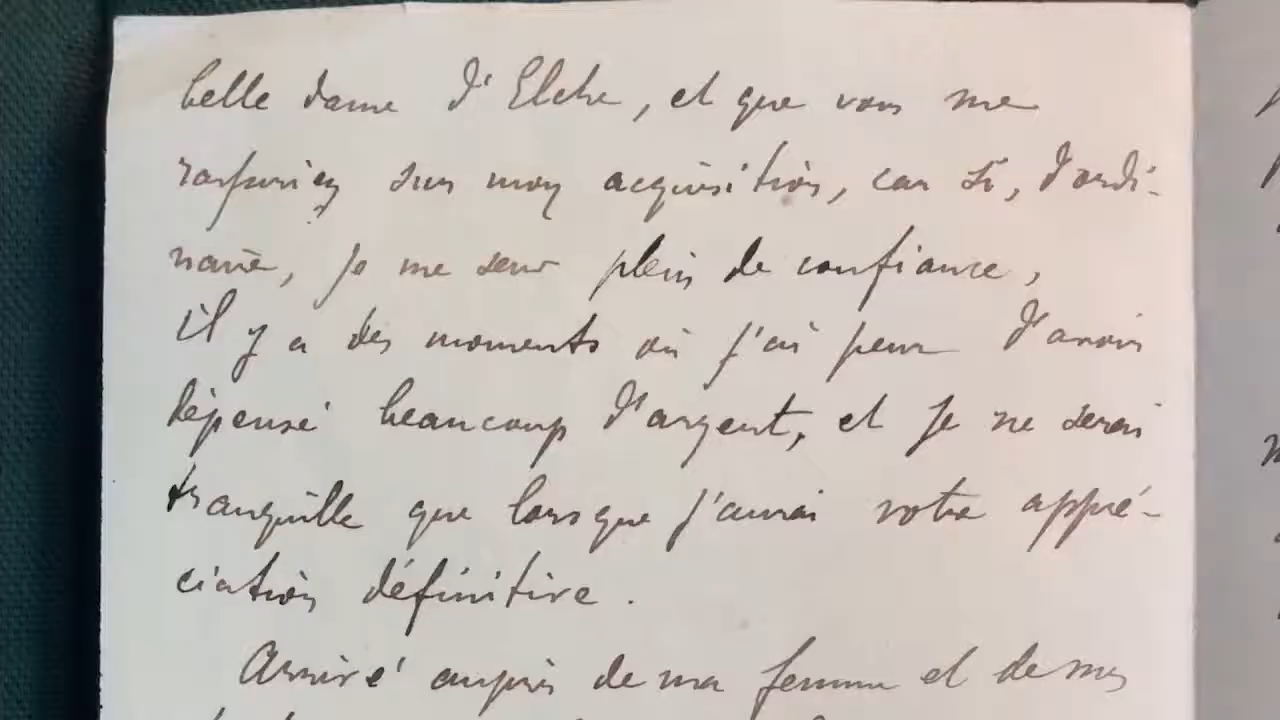 belle dame d'Elche, et que vous me
rassuriez sur mon acquisition, car si, d'ordi-
naire, je me sens plein de confiance,
il y a des moments où j'ai peur d'avoir
dépensé beaucoup d'argent, et je ne serai
tranquille que lorsque j'aurai votre appré-
ciation définitive.
Arrivé auprès de ma femme et de mes